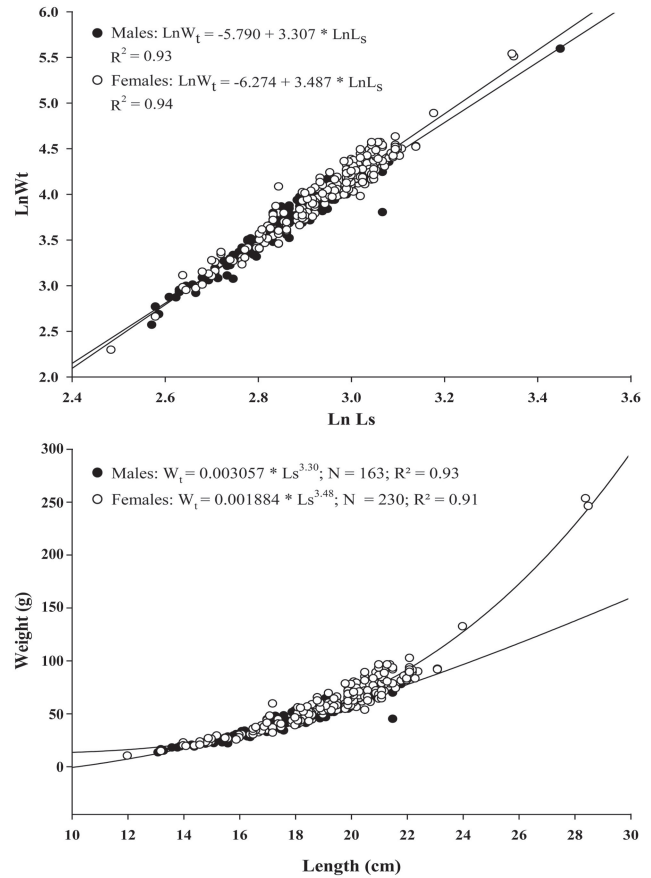 6.0
● Males: LnWt = -5.790 + 3.307 * LnLs
R² = 0.93
5.5
○ Females: LnWt = -6.274 + 3.487 * LnLs
R² = 0.94
5.0
4.5
LnWt
4.0
3.5
3.0
2.5
2.0
2.4 2.6 2.8 3.0 3.2 3.4 3.6
Ln Ls
300
● Males: Wt = 0.003057 * Ls^3.30; N = 163; R² = 0.93
○ Females: Wt = 0.001884 * Ls^3.48; N = 230; R² = 0.91
250
200
150
Weight (g)
100
50
0
10 12 14 16 18 20 22 24 26 28 30
Length (cm)